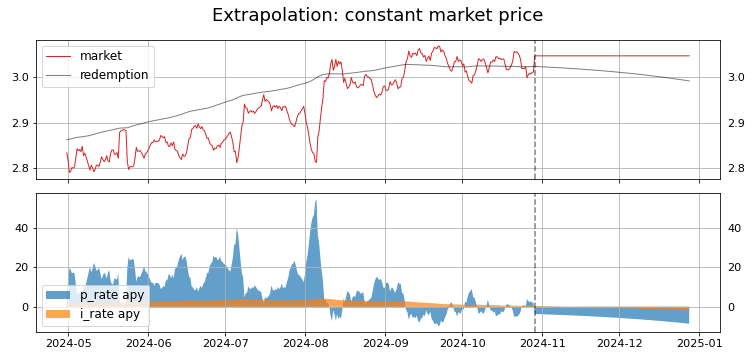 Extrapolation: constant market price
market
redemption
3.0 3.0
2.9 2.9
2.8 2.8
40 40
20 20
p_rate apy
i_rate apy
0 0
2024-05 2024-06 2024-07 2024-08 2024-09 2024-10 2024-11 2024-12 2025-01